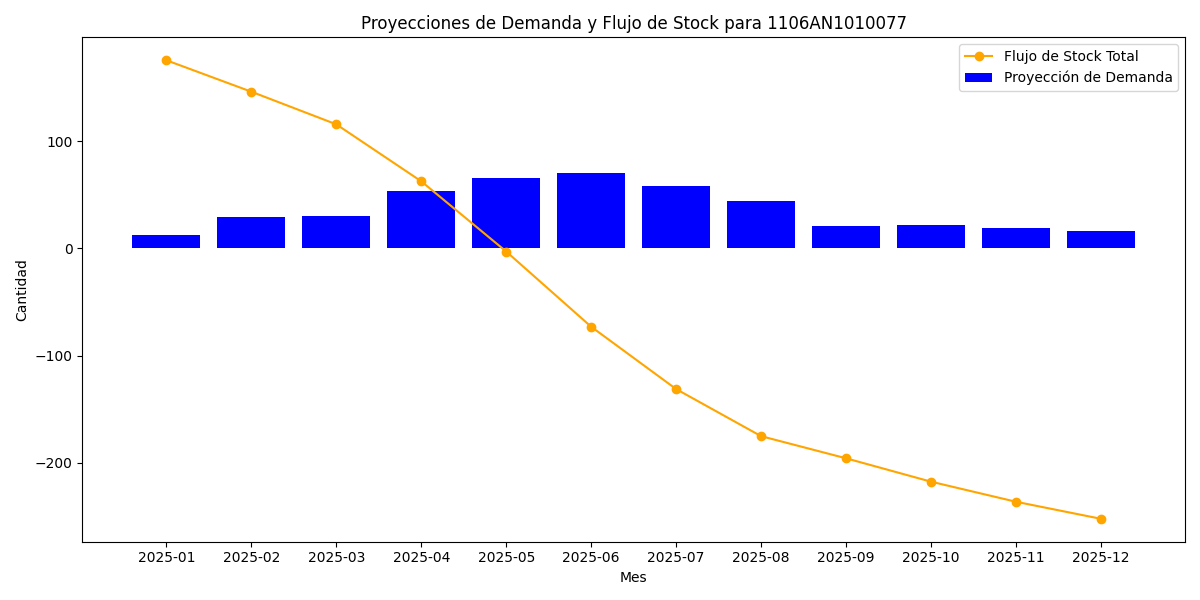 Proyecciones de Demanda y Flujo de Stock para 1106AN1010077
Flujo de Stock Total
Proyección de Demanda
Cantidad
100
0
−100
−200
2025-01 2025-02 2025-03 2025-04 2025-05 2025-06 2025-07 2025-08 2025-09 2025-10 2025-11 2025-12
Mes